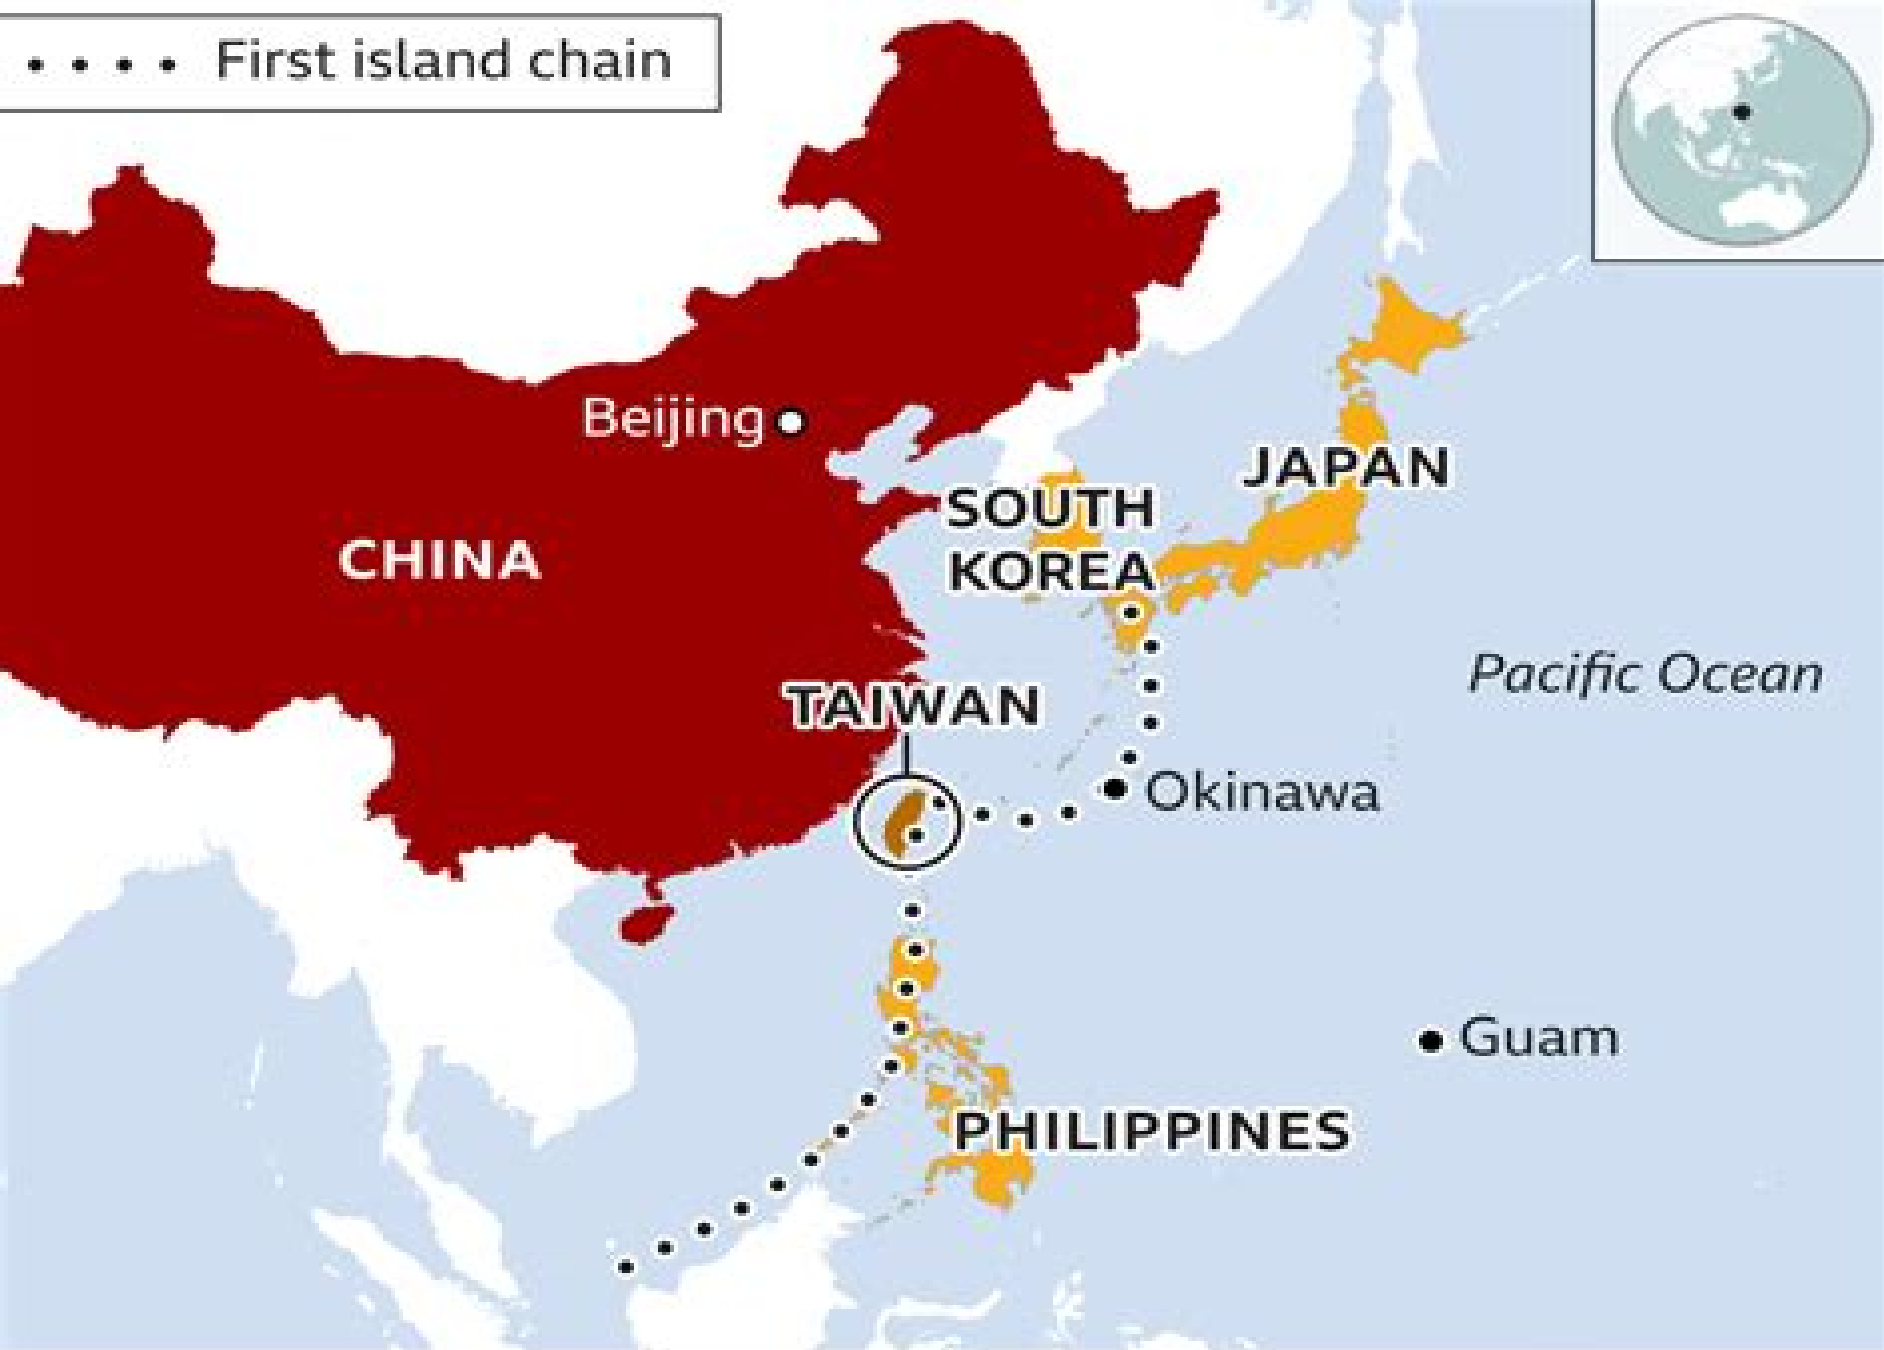 First island chain
Beijing
JAPAN
SOUTH
KOREA
CHINA
Pacific Ocean
TAIWAN
Okinawa
Guam
PHILIPPINES